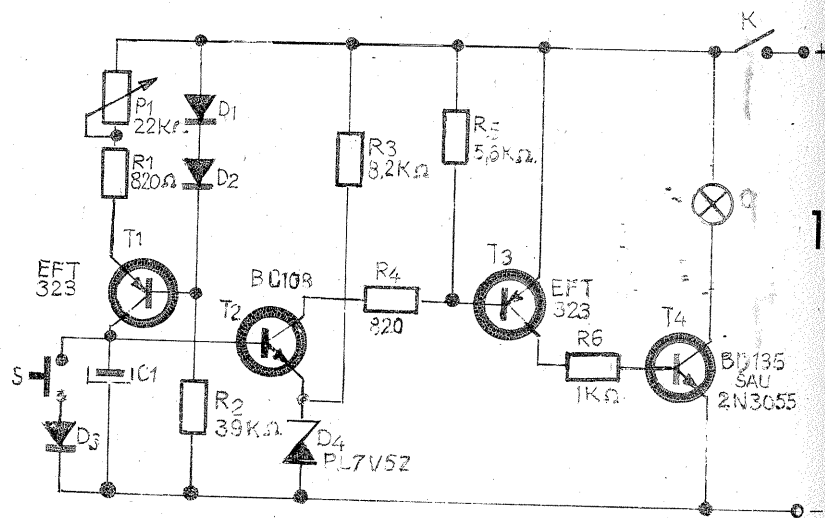 K
+
P1
22KΩ
D1
R1
820Ω
D2
R3
8,2KΩ
R5
5,6KΩ
T1
EFT
323
BC108
T2
R4
820
T3
EFT
323
R6
1KΩ
T4
BD135
SAU
2N3055
S
C1
D3
R2
39KΩ
D4
PL7V5Z
-
1